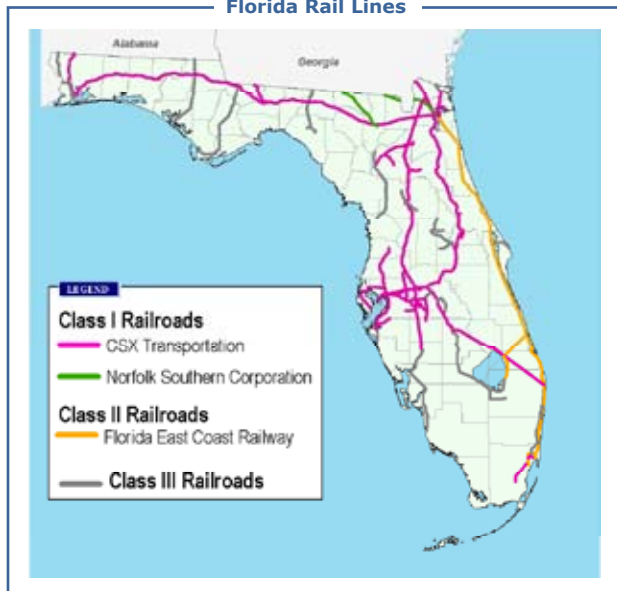 Florida Rail Lines
Alabama
Georgia
LEGEND
Class I Railroads
CSX Transportation
Norfolk Southern Corporation
Class II Railroads
Florida East Coast Railway
Class III Railroads